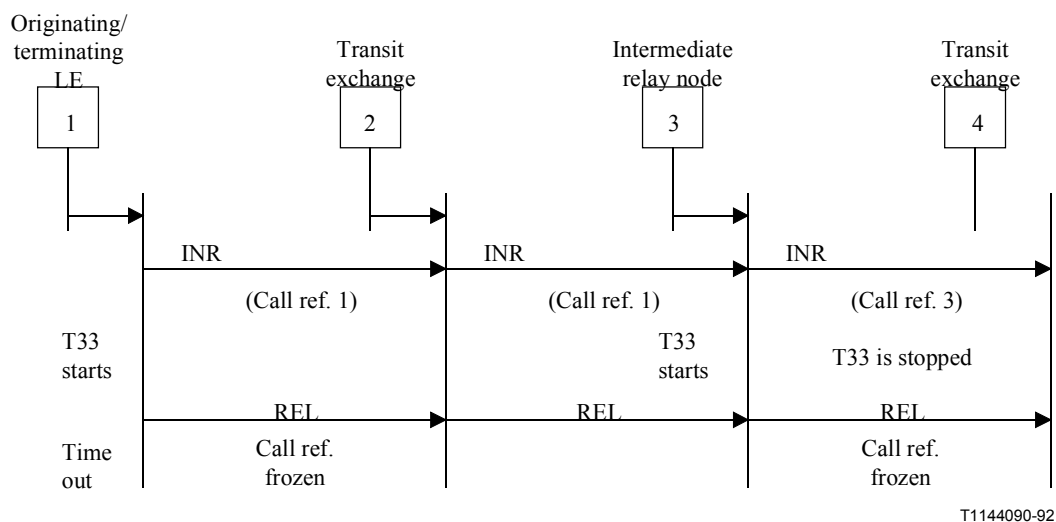 Originating/
terminating
LE
Transit
exchange
Intermediate
relay node
Transit
exchange
1
2
3
4
INR
INR
INR
(Call ref. 1)
(Call ref. 1)
(Call ref. 3)
T33
starts
T33
starts
T33 is stopped
REL
REL
REL
Time
out
Call ref.
frozen
Call ref.
frozen
T1144090-92